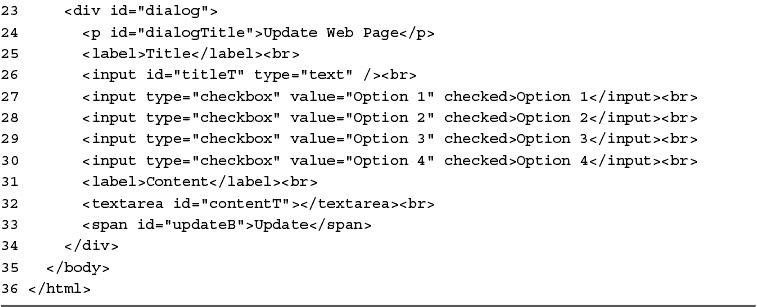 23     <div id="dialog">
24       <p id="dialogTitle">Update Web Page</p>
25       <label>Title</label><br>
26       <input id="titleT" type="text" /><br>
27       <input type="checkbox" value="Option 1" checked>Option 1</input><br>
28       <input type="checkbox" value="Option 2" checked>Option 2</input><br>
29       <input type="checkbox" value="Option 3" checked>Option 3</input><br>
30       <input type="checkbox" value="Option 4" checked>Option 4</input><br>
31       <label>Content</label><br>
32       <textarea id="contentT"></textarea><br>
33       <span id="updateB">Update</span>
34     </div>
35   </body>
36 </html>